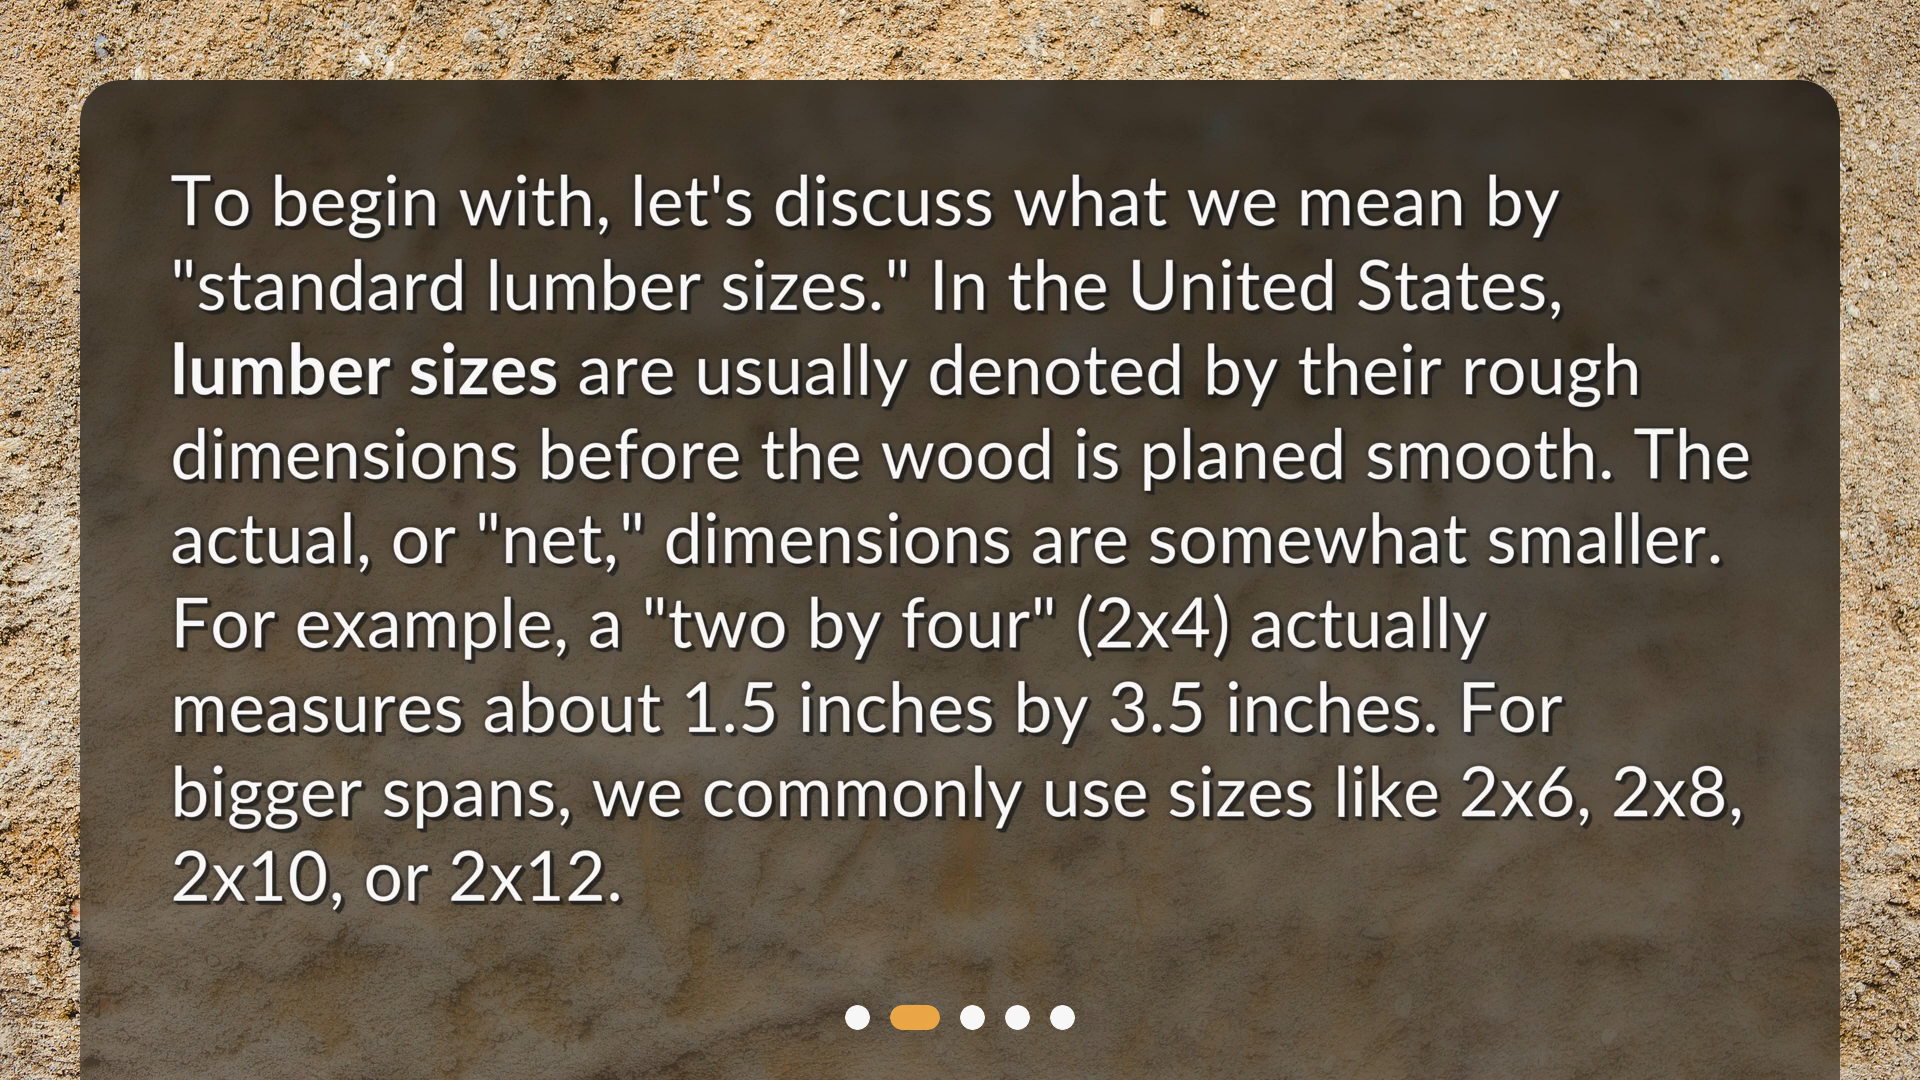 To begin with, let's discuss what we mean by
"standard lumber sizes." In the United States,
lumber sizes are usually denoted by their rough
dimensions before the wood is planed smooth. The
actual, or "net," dimensions are somewhat smaller.
For example, a "two by four" (2x4) actually
measures about 1.5 inches by 3.5 inches. For
bigger spans, we commonly use sizes like 2x6, 2x8,
2x10, or 2x12.